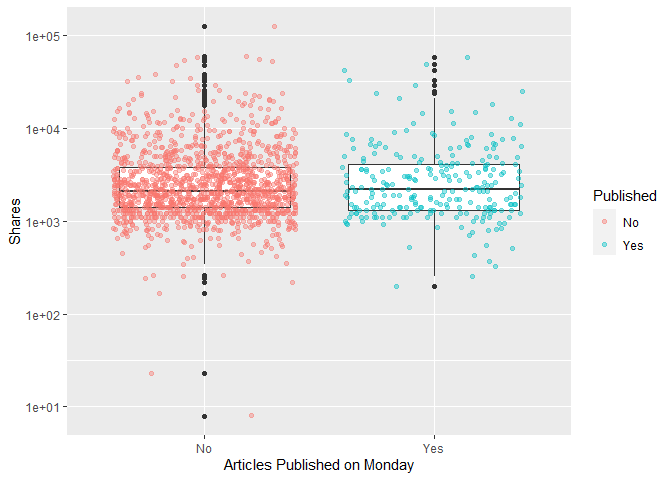 1e+05
1e+04
1e+03
1e+02
1e+01
Shares
No
Yes
Articles Published on Monday
Published
No
Yes